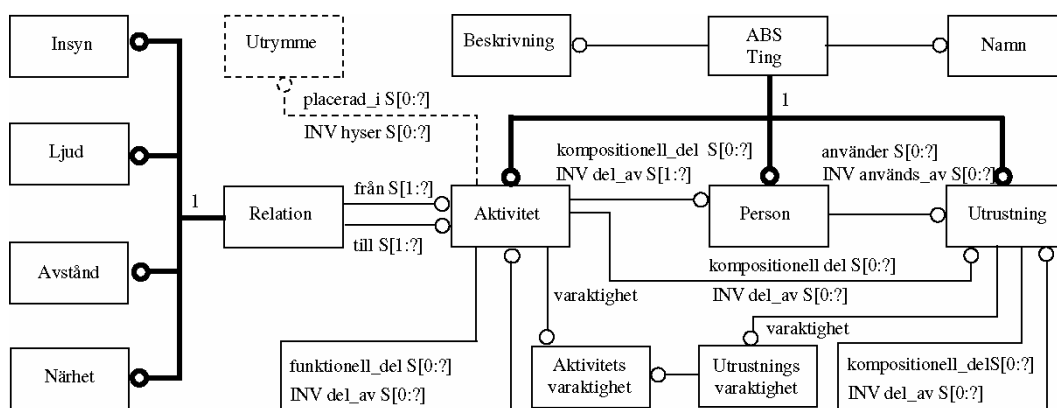 Insyn
Utrymme
Beskrivning
ABS
Ting
Namn
placerad_i S[0:?]
INV hyser S[0:?]
1
Ljud
kompositionell_del S[0:?]
INV del_av S[1:?]
använder S[0:?]
INV används_av S[0:?]
1
från S[1:?]
Relation
till S[1:?]
Aktivitet
Person
Utrustning
Avstånd
kompositionell del S[0:?]
INV del_av S[0:?]
varaktighet
varaktighet
Närhet
funktionell_del S[0:?]
INV del_av S[0:?]
Aktivitets
varaktighet
Utrustnings
varaktighet
kompositionell_delS[0:?]
INV del_av S[0:?]